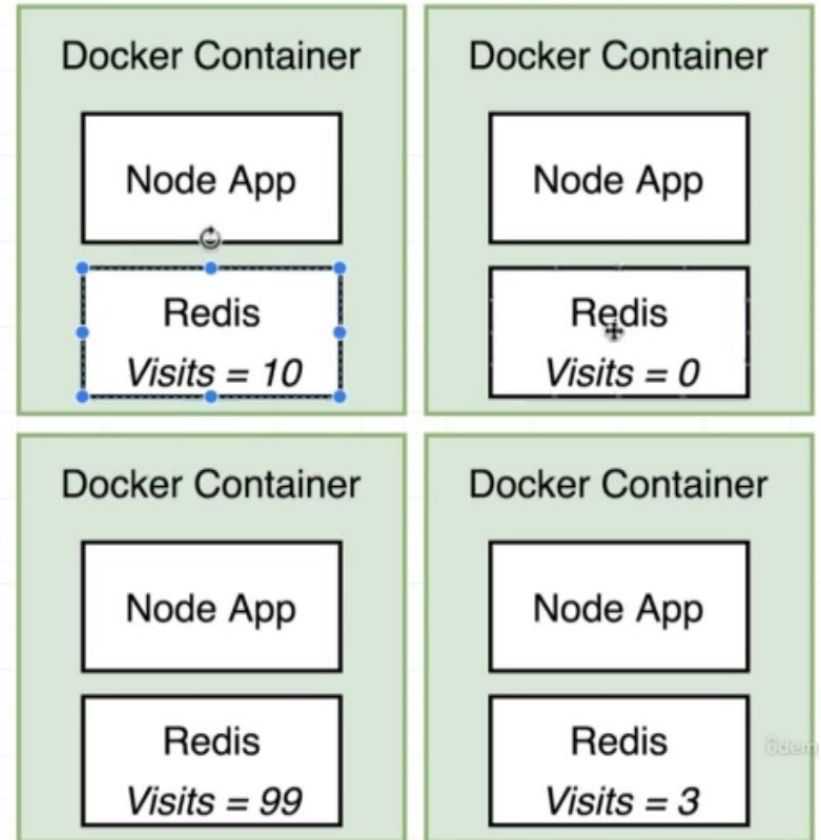 Docker Container
Node App
Redis
Visits = 10
Docker Container
Node App
Redis
Visits = 0
Docker Container
Node App
Redis
Visits = 99
Docker Container
Node App
Redis
Visits = 3